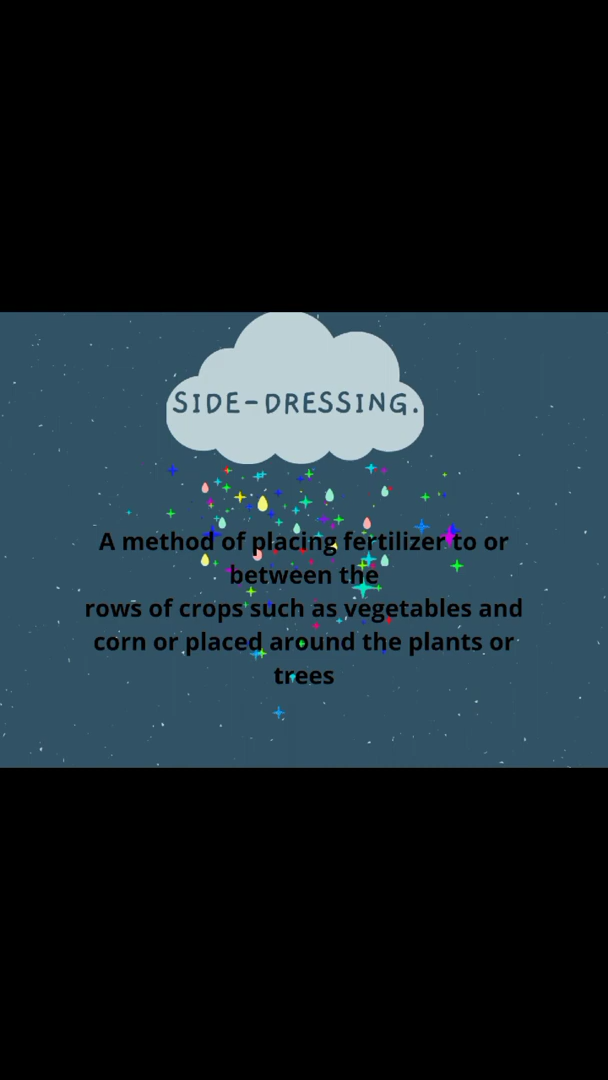 SIDE-DRESSING.
A method of placing fertilizer to or
between the
rows of crops such as vegetables and
corn or placed around the plants or
trees